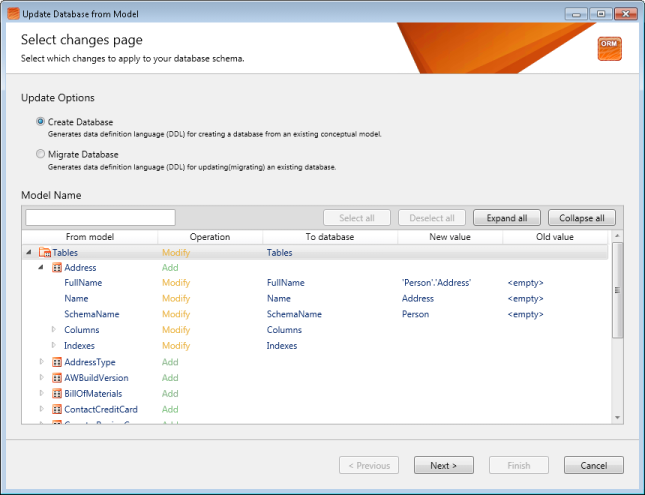 Update Database from Model
Select changes page
Select which changes to apply to your database schema.
ORM
Update Options
Create Database
Generates data definition language (DDL) for creating a database from an existing conceptual model.
Migrate Database
Generates data definition language (DDL) for updating(migrating) an existing database.
Model Name
Select all Deselect all Expand all Collapse all
From model Operation To database New value Old value
Tables Modify Tables
Address Add
FullName Modify FullName 'Person'.'Address' <empty>
Name Modify Name Address <empty>
SchemaName Modify SchemaName Person <empty>
Columns Modify Columns
Indexes Modify Indexes
AddressType Add
AWBuildVersion Add
BillOfMaterials Add
ContactCreditCard Add
< Previous Next > Finish Cancel